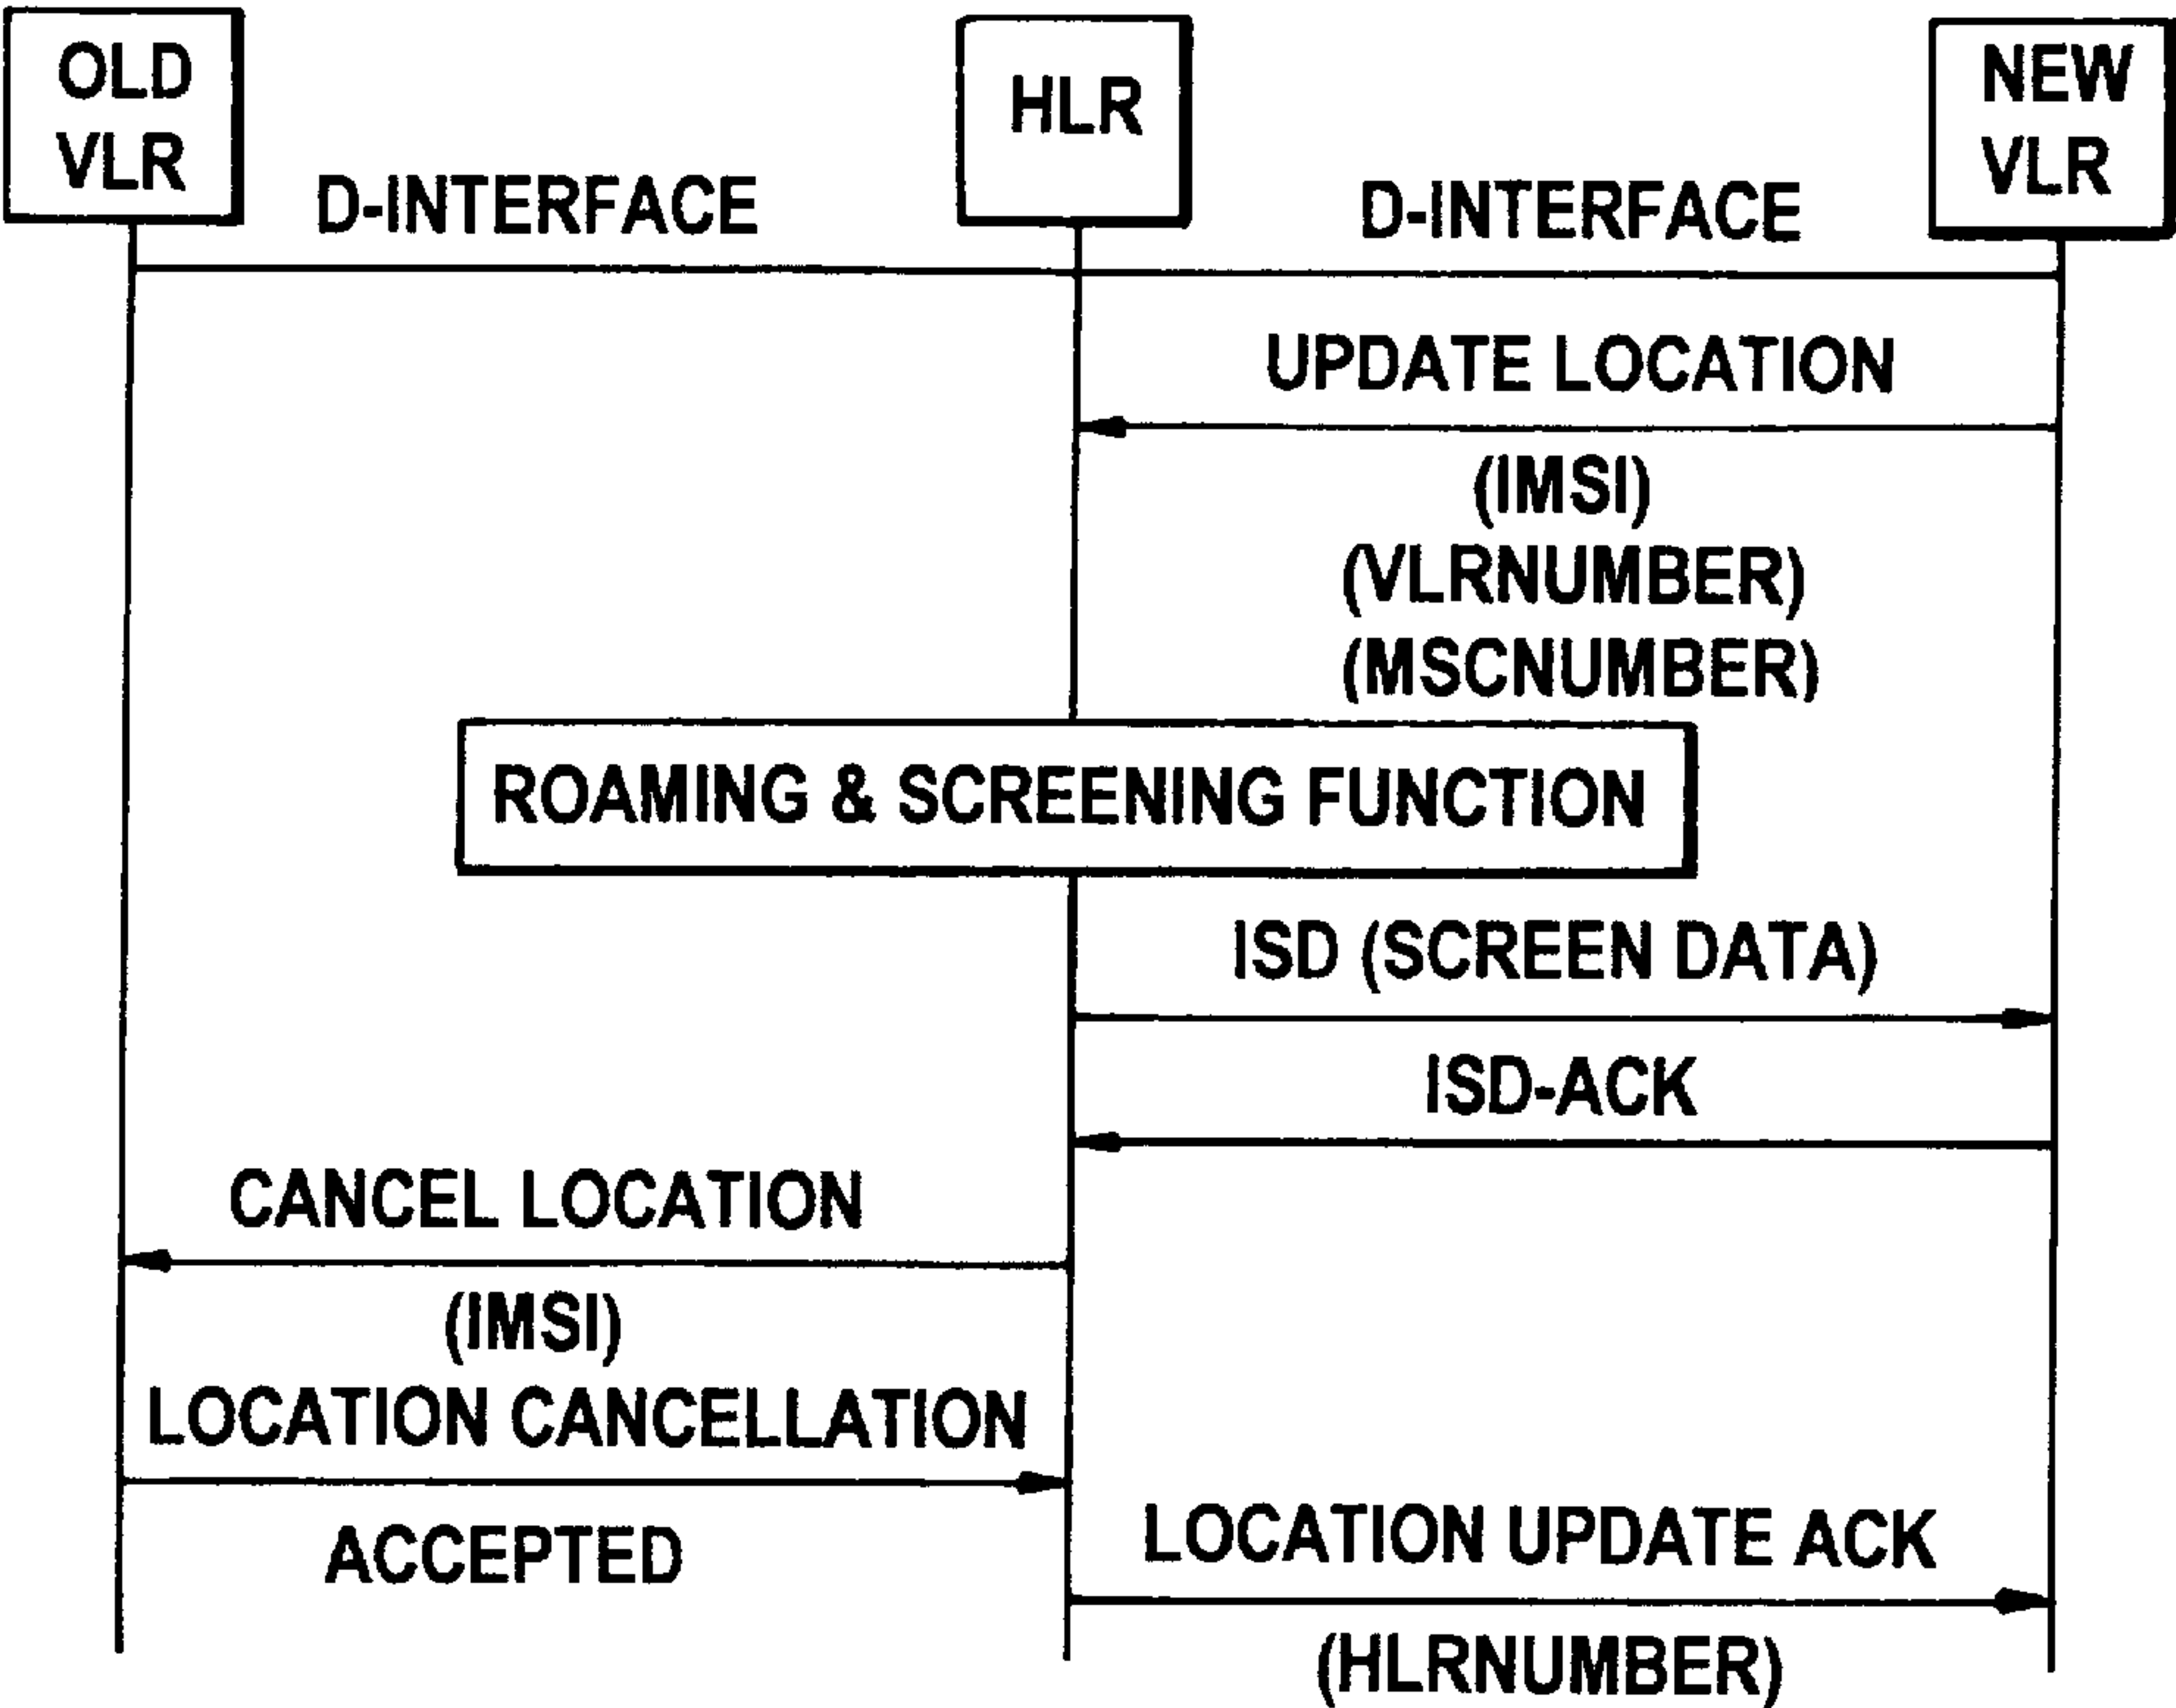 OLD
VLR
HLR
NEW
VLR
D-INTERFACE
D-INTERFACE
UPDATE LOCATION
(IMSI)
(VLRNUMBER)
(MSCNUMBER)
ROAMING & SCREENING FUNCTION
ISD (SCREEN DATA)
ISD-ACK
CANCEL LOCATION
(IMSI)
LOCATION CANCELLATION
ACCEPTED
LOCATION UPDATE ACK
(HLRNUMBER)